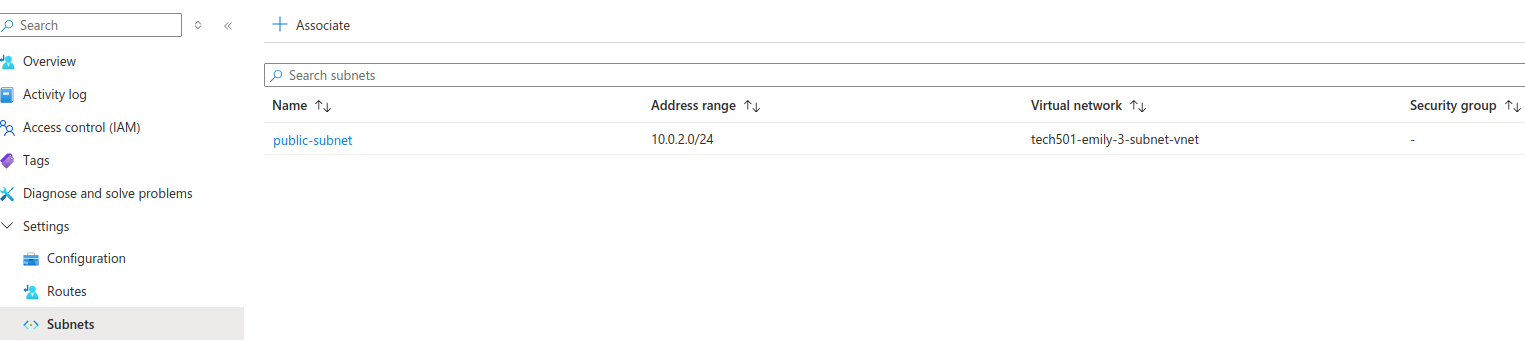 Search
Associate
Overview
Search subnets
Activity log
Name Address range Virtual network Security group
Access control (IAM)
public-subnet 10.0.2.0/24 tech501-emily-3-subnet-vnet -
Tags
Diagnose and solve problems
Settings
Configuration
Routes
Subnets